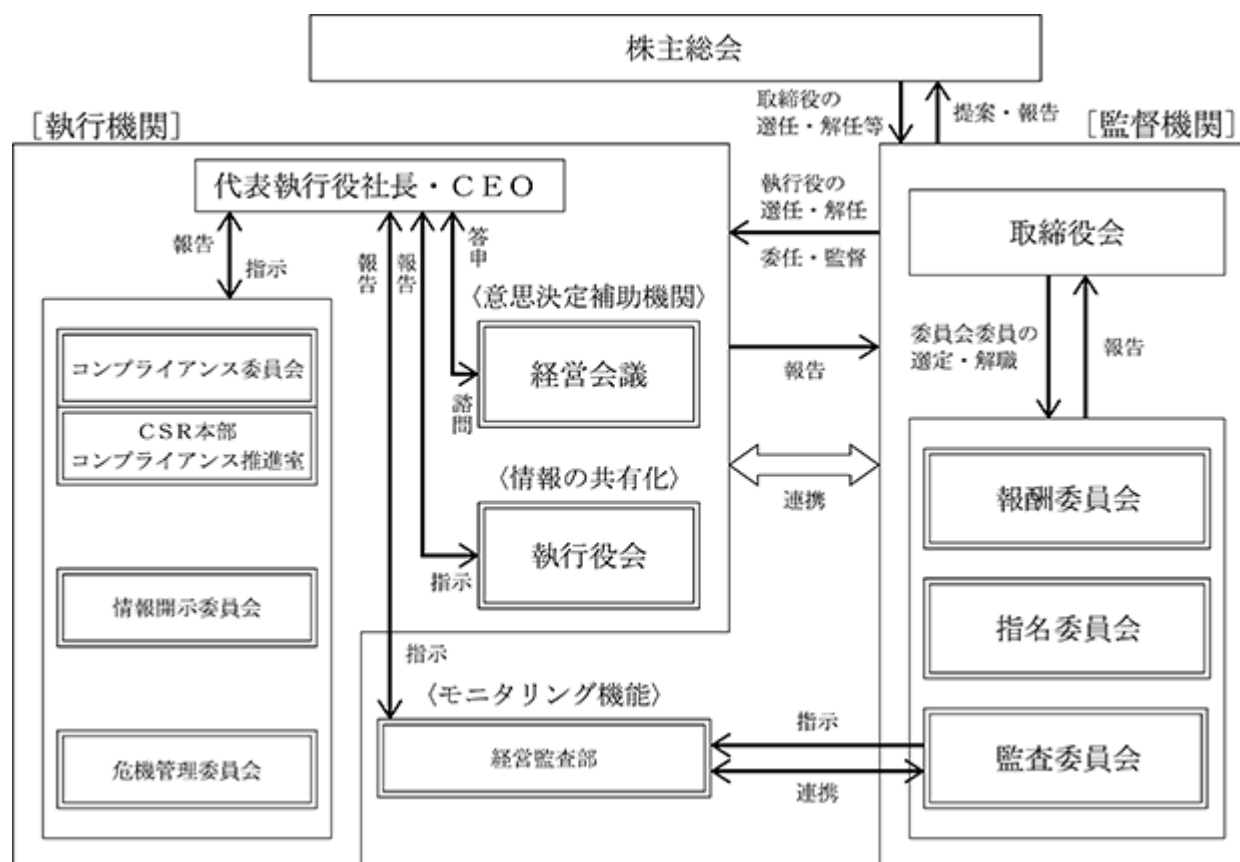 株主総会
取締役の
選任・解任等
提案・報告
［執行機関］
［監督機関］
代表執行役社長・ＣＥＯ
執行役の
選任・解任
委任・監督
取締役会
報告
指示
報告
報告
答申
〈意思決定補助機関〉
経営会議
諮問
報告
委員会委員の
選定・解職
報告
コンプライアンス委員会
ＣＳＲ本部
コンプライアンス推進室
〈情報の共有化〉
執行役会
指示
連携
報酬委員会
情報開示委員会
指名委員会
指示
〈モニタリング機能〉
経営監査部
指示
連携
監査委員会
危機管理委員会